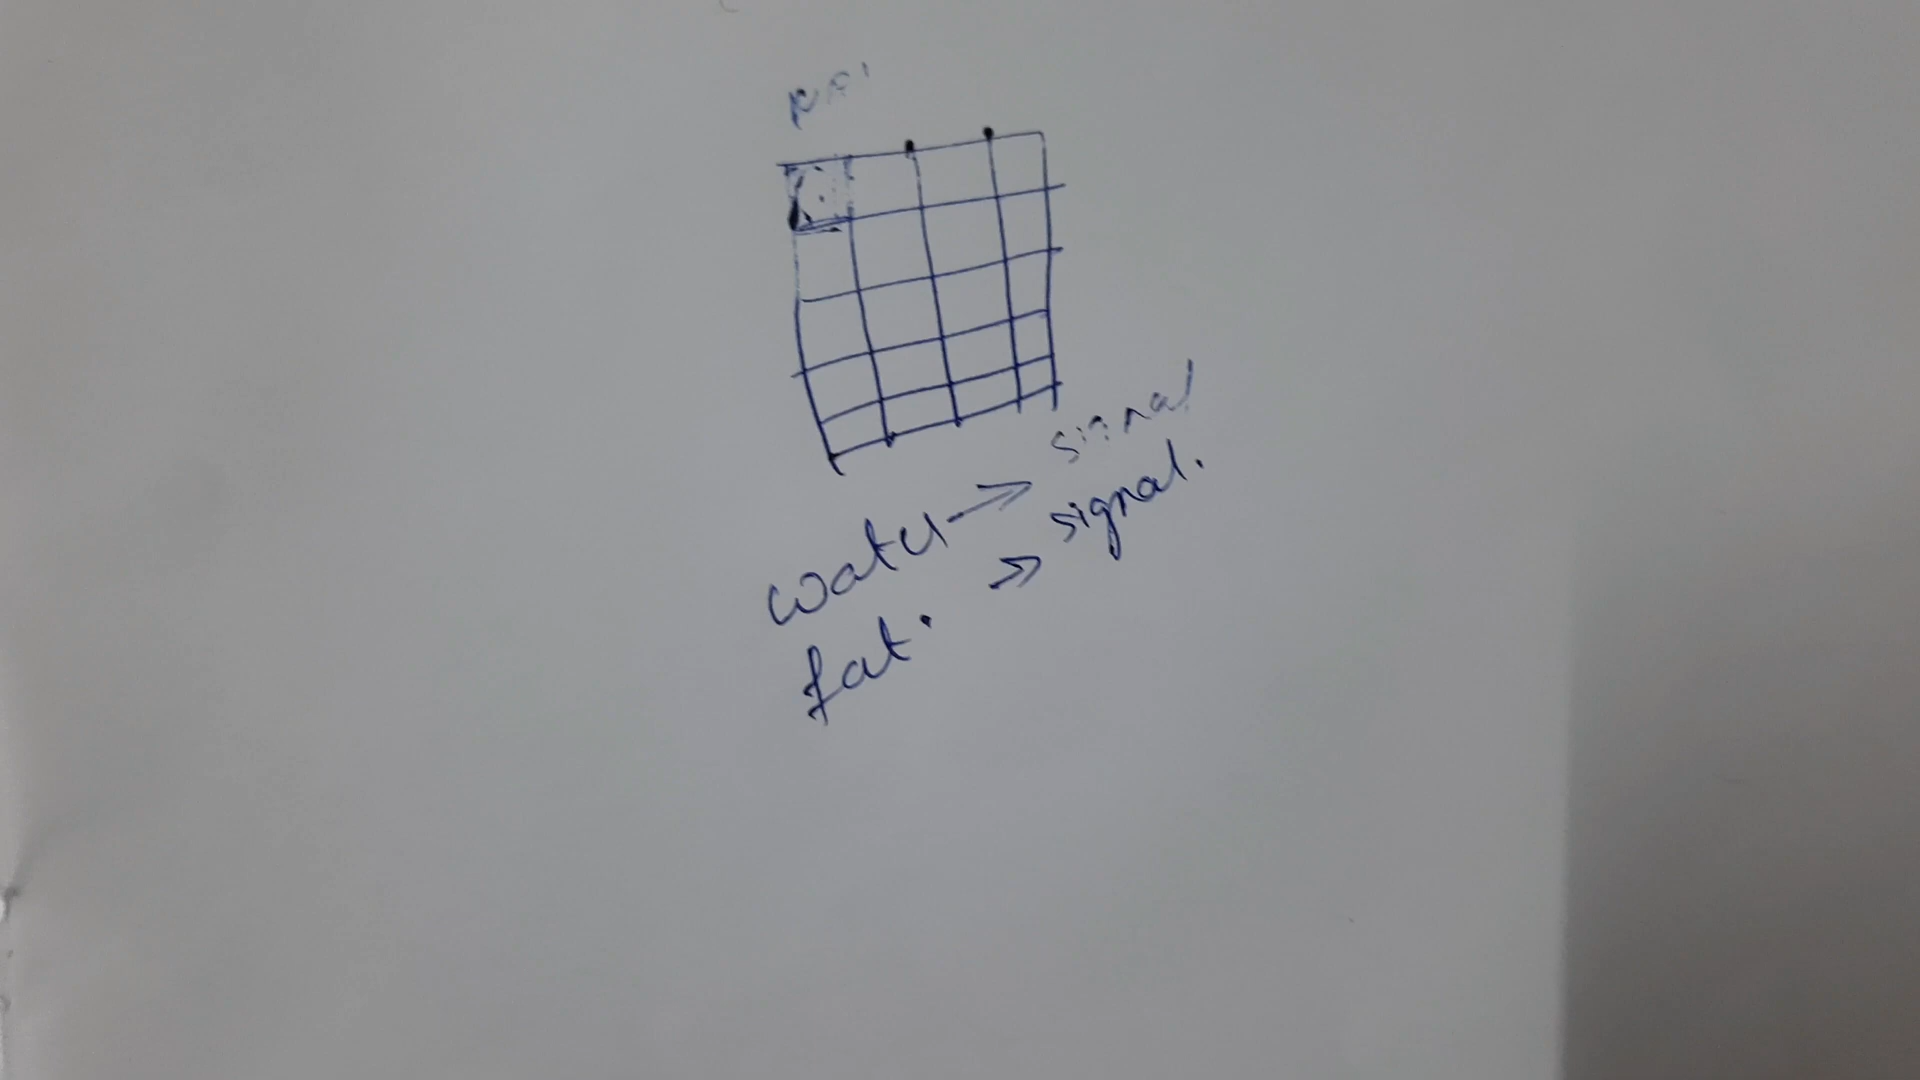 signal
water →
signal.
fat. →